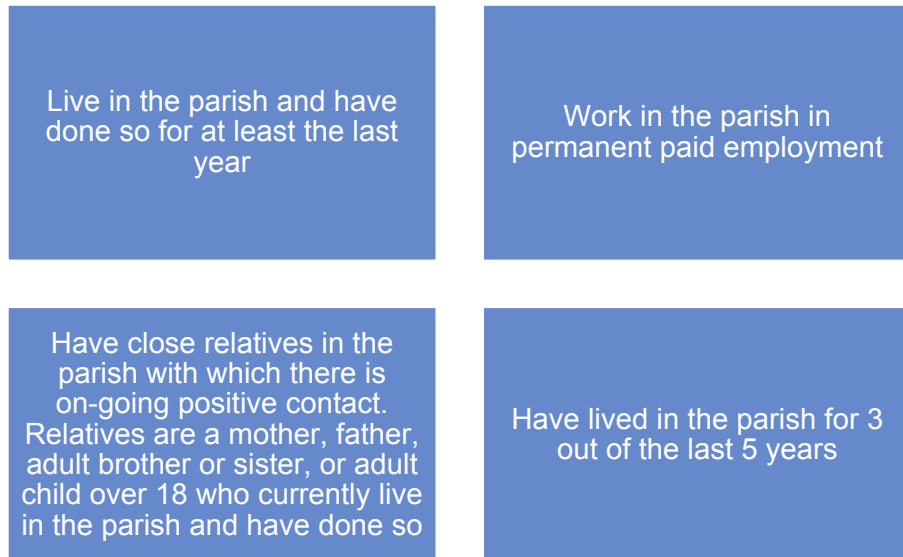 Live in the parish and have
done so for at least the last
year
Work in the parish in
permanent paid employment
Have close relatives in the
parish with which there is
on-going positive contact.
Relatives are a mother, father,
adult brother or sister, or adult
child over 18 who currently live
in the parish and have done so
Have lived in the parish for 3
out of the last 5 years